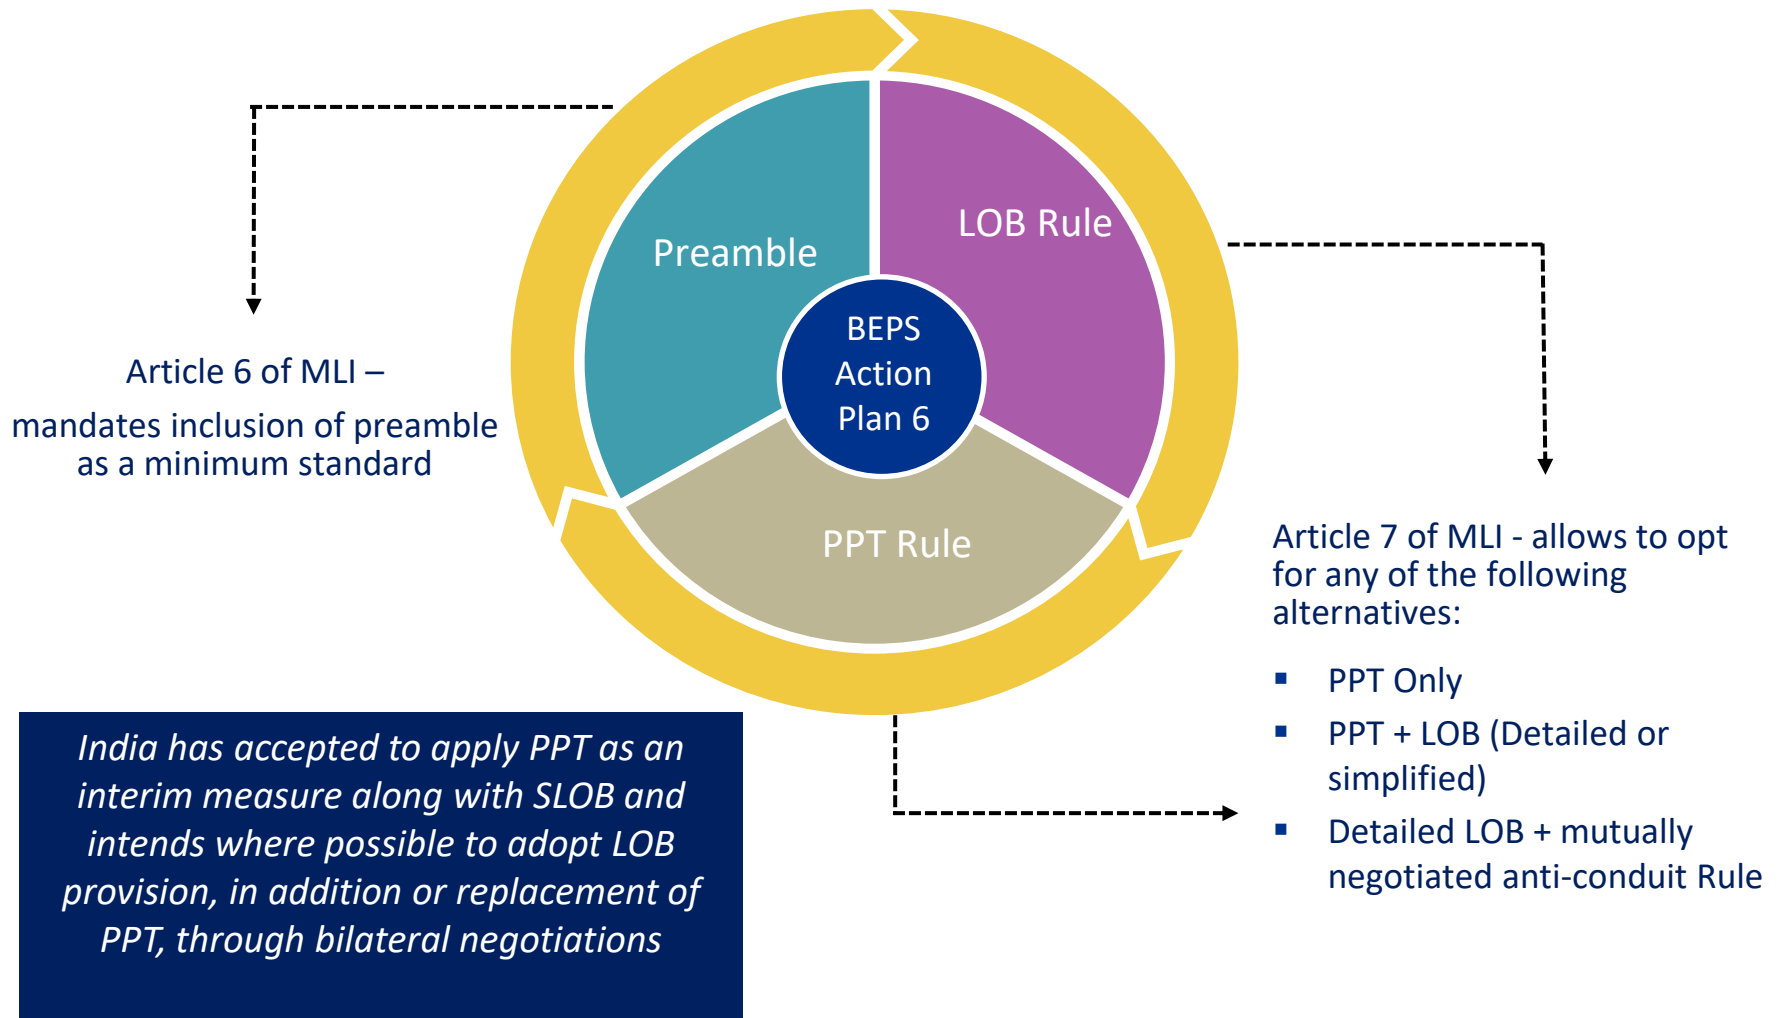 Preamble
LOB Rule
BEPS
Action
Plan 6
PPT Rule
Article 6 of MLI –
mandates inclusion of preamble
as a minimum standard
Article 7 of MLI - allows to opt
for any of the following
alternatives:
▪ PPT Only
▪ PPT + LOB (Detailed or
simplified)
▪ Detailed LOB + mutually
negotiated anti-conduit Rule
India has accepted to apply PPT as an
interim measure along with SLOB and
intends where possible to adopt LOB
provision, in addition or replacement of
PPT, through bilateral negotiations